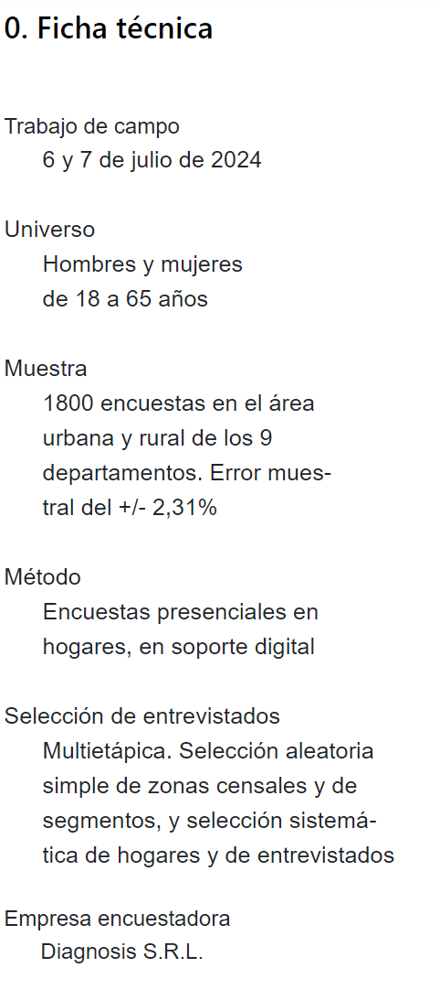 0. Ficha técnica
Trabajo de campo
6 y 7 de julio de 2024
Universo
Hombres y mujeres
de 18 a 65 años
Muestra
1800 encuestas en el área
urbana y rural de los 9
departamentos. Error mues-
tral del +/- 2,31%
Método
Encuestas presenciales en
hogares, en soporte digital
Selección de entrevistados
Multietápica. Selección aleatoria
simple de zonas censales y de
segmentos, y selección sistemá-
tica de hogares y de entrevistados
Empresa encuestadora
Diagnosis S.R.L.